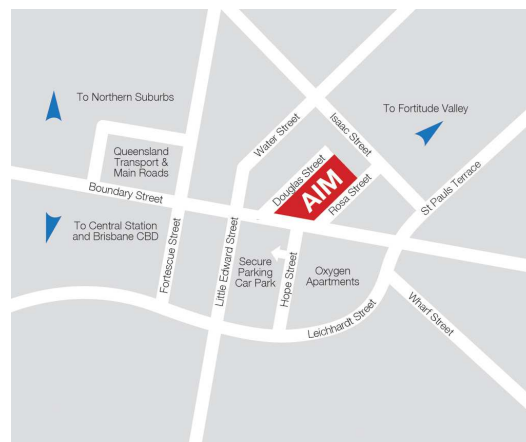 To Northern Suburbs
To Fortitude Valley
Isaac Street
Water Street
Queensland
Transport &
Main Roads
Douglas Street
AIM
Rosa Street
St Pauls Terrace
Boundary Street
To Central Station
and Brisbane CBD
Fortescue Street
Little Edward Street
Secure
Parking
Car Park
Hope Street
Oxygen
Apartments
Leichhardt Street
Wharf Street